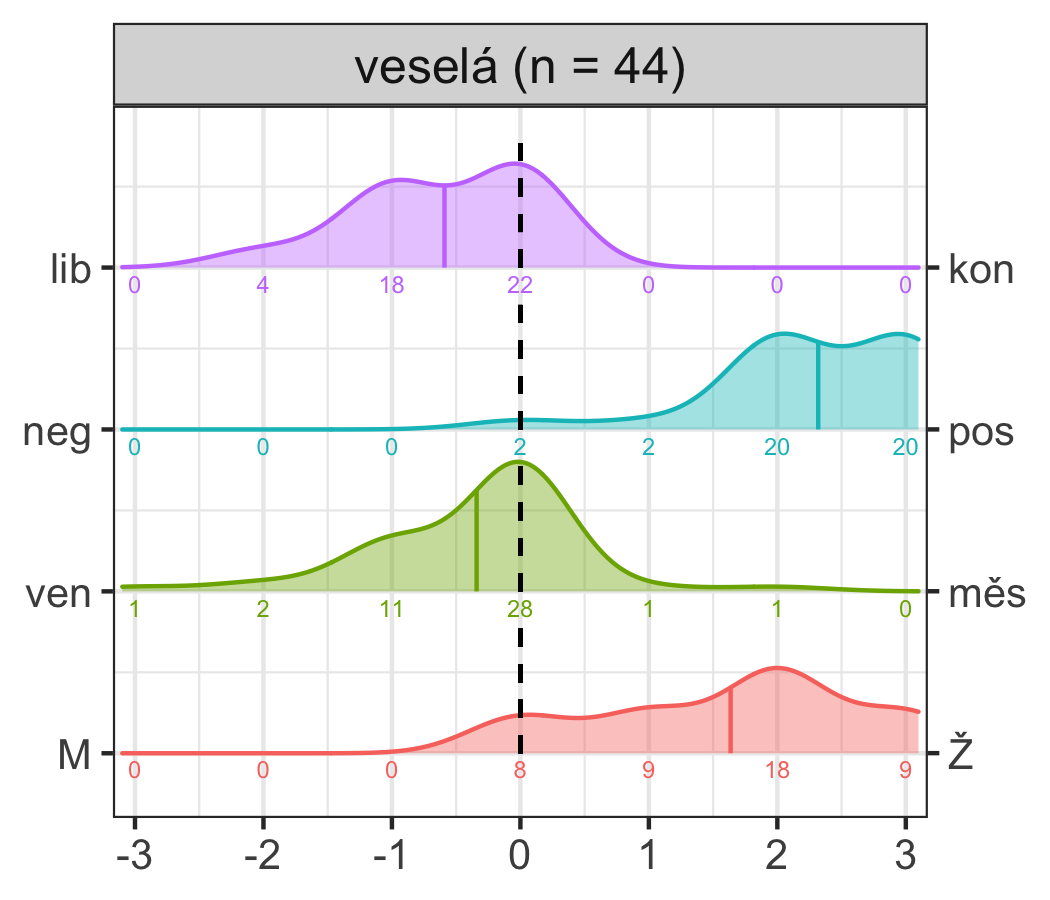 veselá (n = 44)
lib kon
0 4 18 22 0 0 0
neg pos
0 0 0 2 2 20 20
ven měs
1 2 11 28 1 1 0
M Ž
0 0 0 8 9 18 9
-3 -2 -1 0 1 2 3